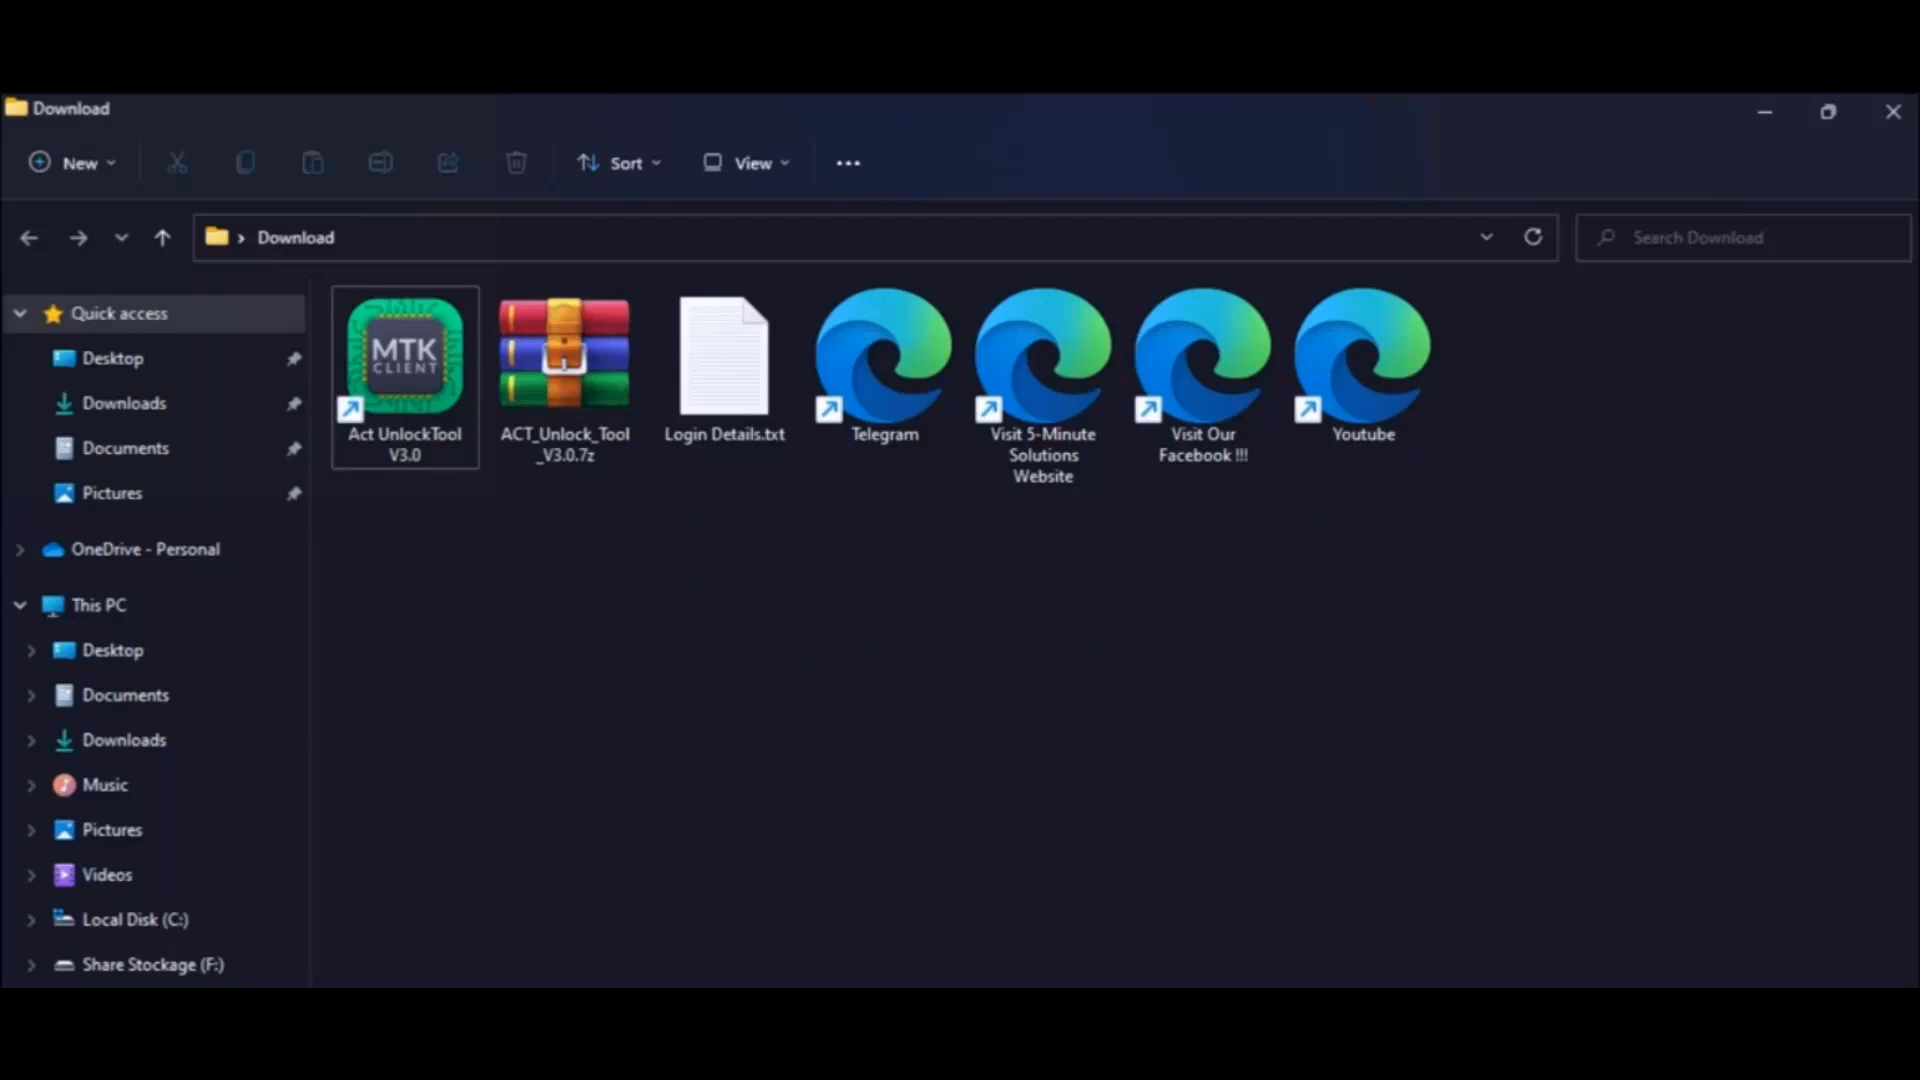 Download
New
Sort
View
Download
Search Download
Quick access
Desktop
Downloads
Documents
Pictures
OneDrive - Personal
This PC
Desktop
Documents
Downloads
Music
Pictures
Videos
Local Disk (C:)
Share Stockage (F:)
MTK
CLIENT
Act UnlockTool
V3.0
ACT_Unlock_Tool
_V3.0.7z
Login Details.txt
Telegram
Visit 5-Minute
Solutions
Website
Visit Our
Facebook !!!
Youtube